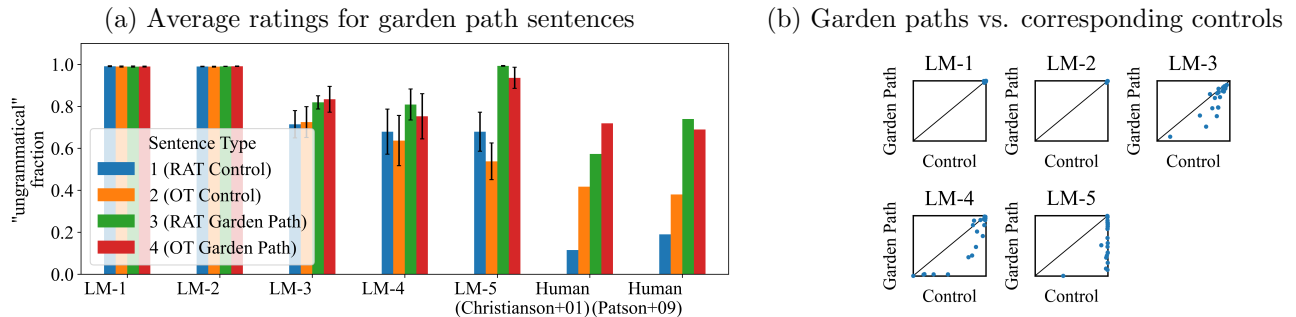 (a) Average ratings for garden path sentences
"ungrammatical"
fraction
1.0
0.8
0.6
0.4
0.2
0.0
Sentence Type
1 (RAT Control)
2 (OT Control)
3 (RAT Garden Path)
4 (OT Garden Path)
LM-1 LM-2 LM-3 LM-4 LM-5 Human Human
(Christianson+01) (Patson+09)
(b) Garden paths vs. corresponding controls
LM-1 LM-2 LM-3
Garden Path Garden Path Garden Path
Control Control Control
LM-4 LM-5
Garden Path Garden Path
Control Control